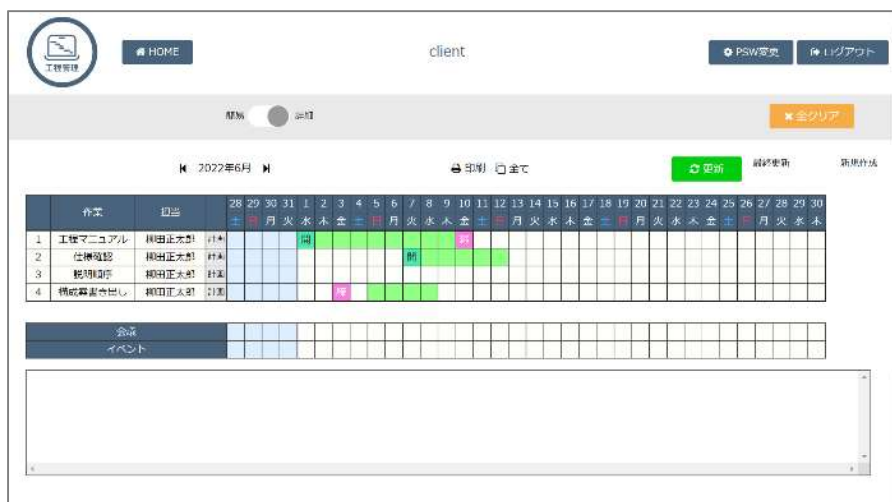 工程管理
HOME
client
PSW変更
ログアウト
簡易
詳細
全クリア
2022年6月
印刷
全て
更新
最終更新
新規作成
作業 担当 28 29 30 31 1 2 3 4 5 6 7 8 9 10 11 12 13 14 15 16 17 18 19 20 21 22 23 24 25 26 27 28 29 30
土 日 月 火 水 木 金 土 日 月 火 水 木 金 土 日 月 火 水 木 金 土 日 月 火 水 木 金 土 日 月 火 水 木
1 工程マニュアル 柳田正太郎 計画 開
2 仕様確認 柳田正太郎 計画 開
3 説明順序 柳田正太郎 計画
4 構成案書き出し 柳田正太郎 計画
会議
イベント